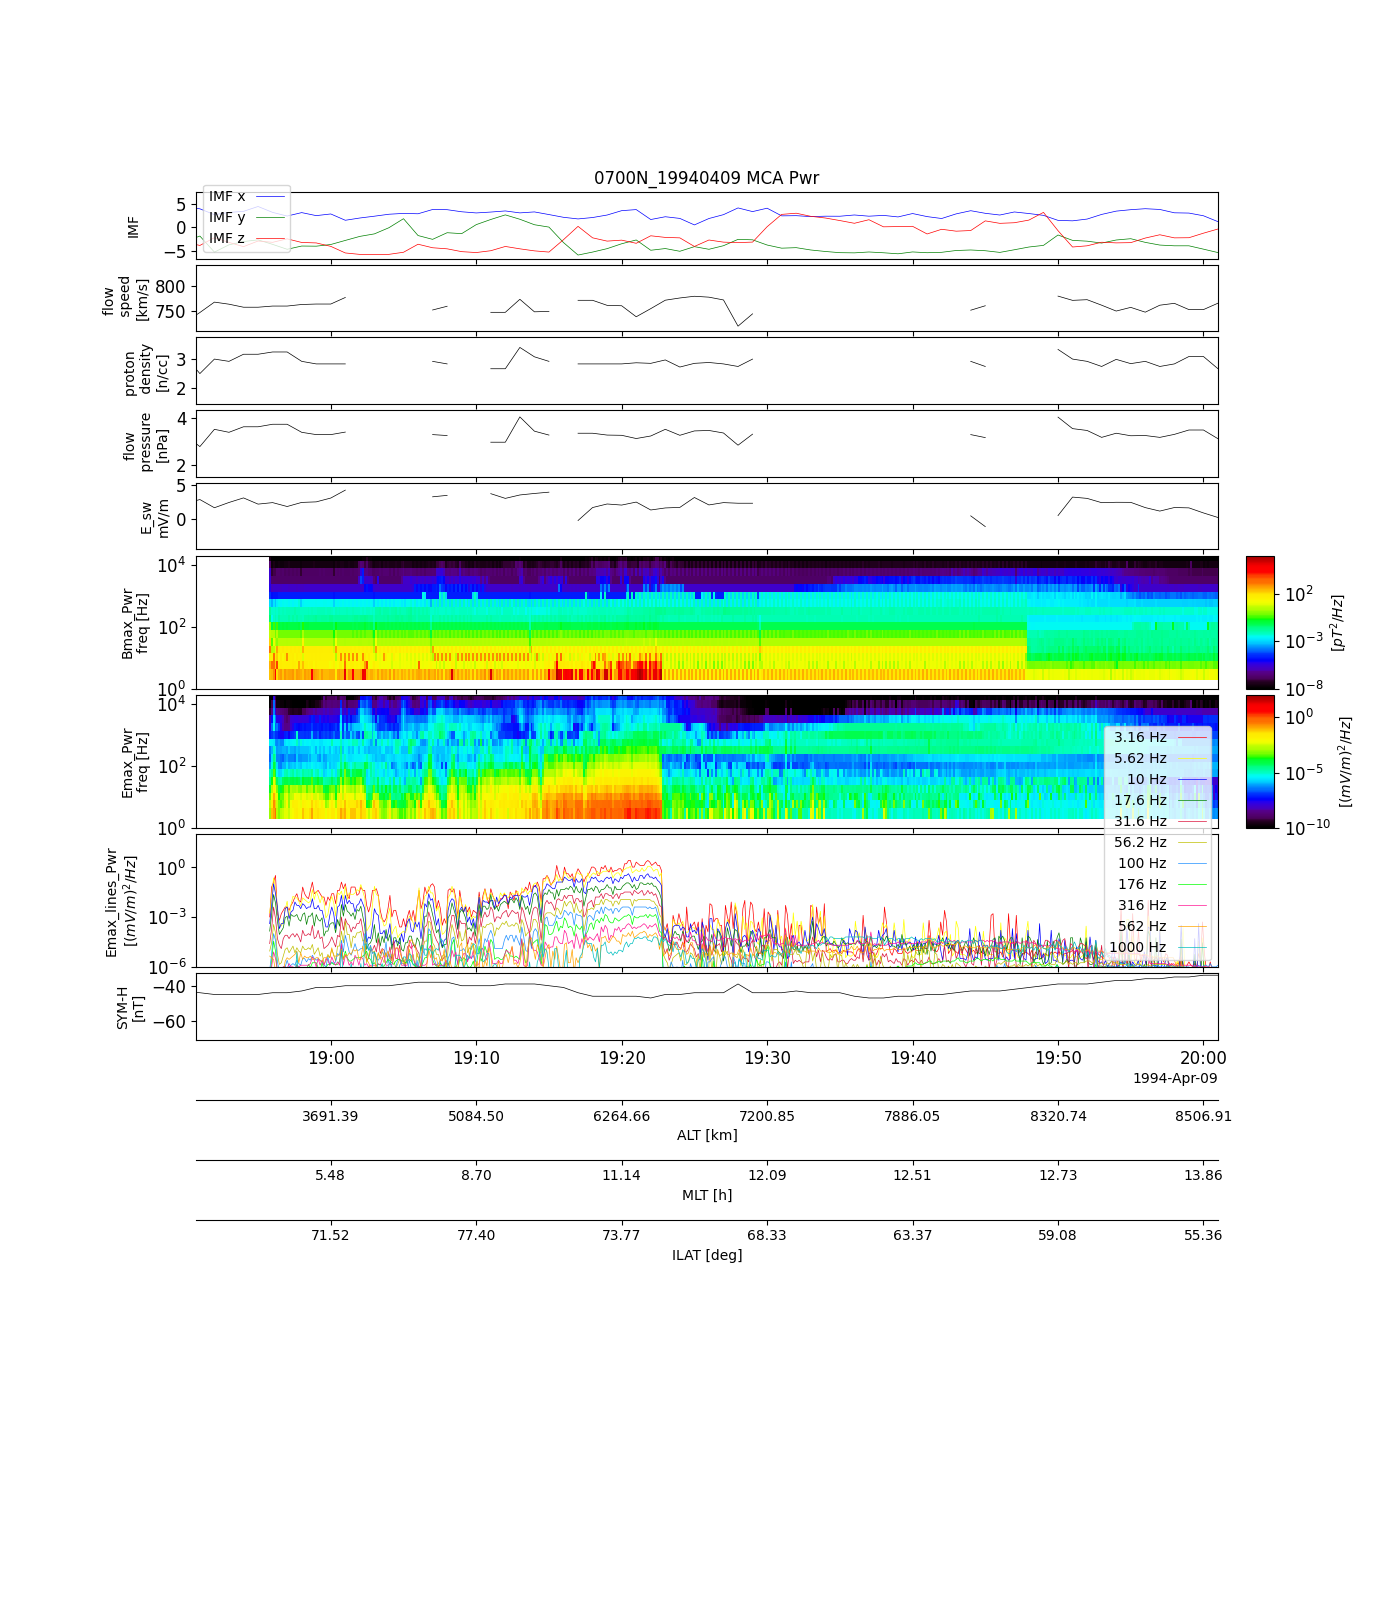 0700N_19940409 MCA Pwr
IMF
5
0
−5
IMF x
IMF y
IMF z
flow
speed
[km/s]
800
750
proton
density
[n/cc]
3
2
flow
pressure
[nPa]
4
2
E_sw
mV/m
5
0
Bmax_Pwr
freq [Hz]
10^4
10^2
10^0
10^2
10^−3
10^−8
[pT^2/Hz]
Emax_Pwr
freq [Hz]
10^4
10^2
10^0
10^0
10^−5
10^−10
[(mV/m)^2/Hz]
3.16 Hz
5.62 Hz
10 Hz
17.6 Hz
31.6 Hz
56.2 Hz
100 Hz
176 Hz
316 Hz
562 Hz
1000 Hz
Emax_lines_Pwr
[(mV/m)^2/Hz]
10^0
10^−3
10^−6
SYM-H
[nT]
−40
−60
19:00 19:10 19:20 19:30 19:40 19:50 20:00
1994-Apr-09
3691.39 5084.50 6264.66 7200.85 7886.05 8320.74 8506.91
ALT [km]
5.48 8.70 11.14 12.09 12.51 12.73 13.86
MLT [h]
71.52 77.40 73.77 68.33 63.37 59.08 55.36
ILAT [deg]